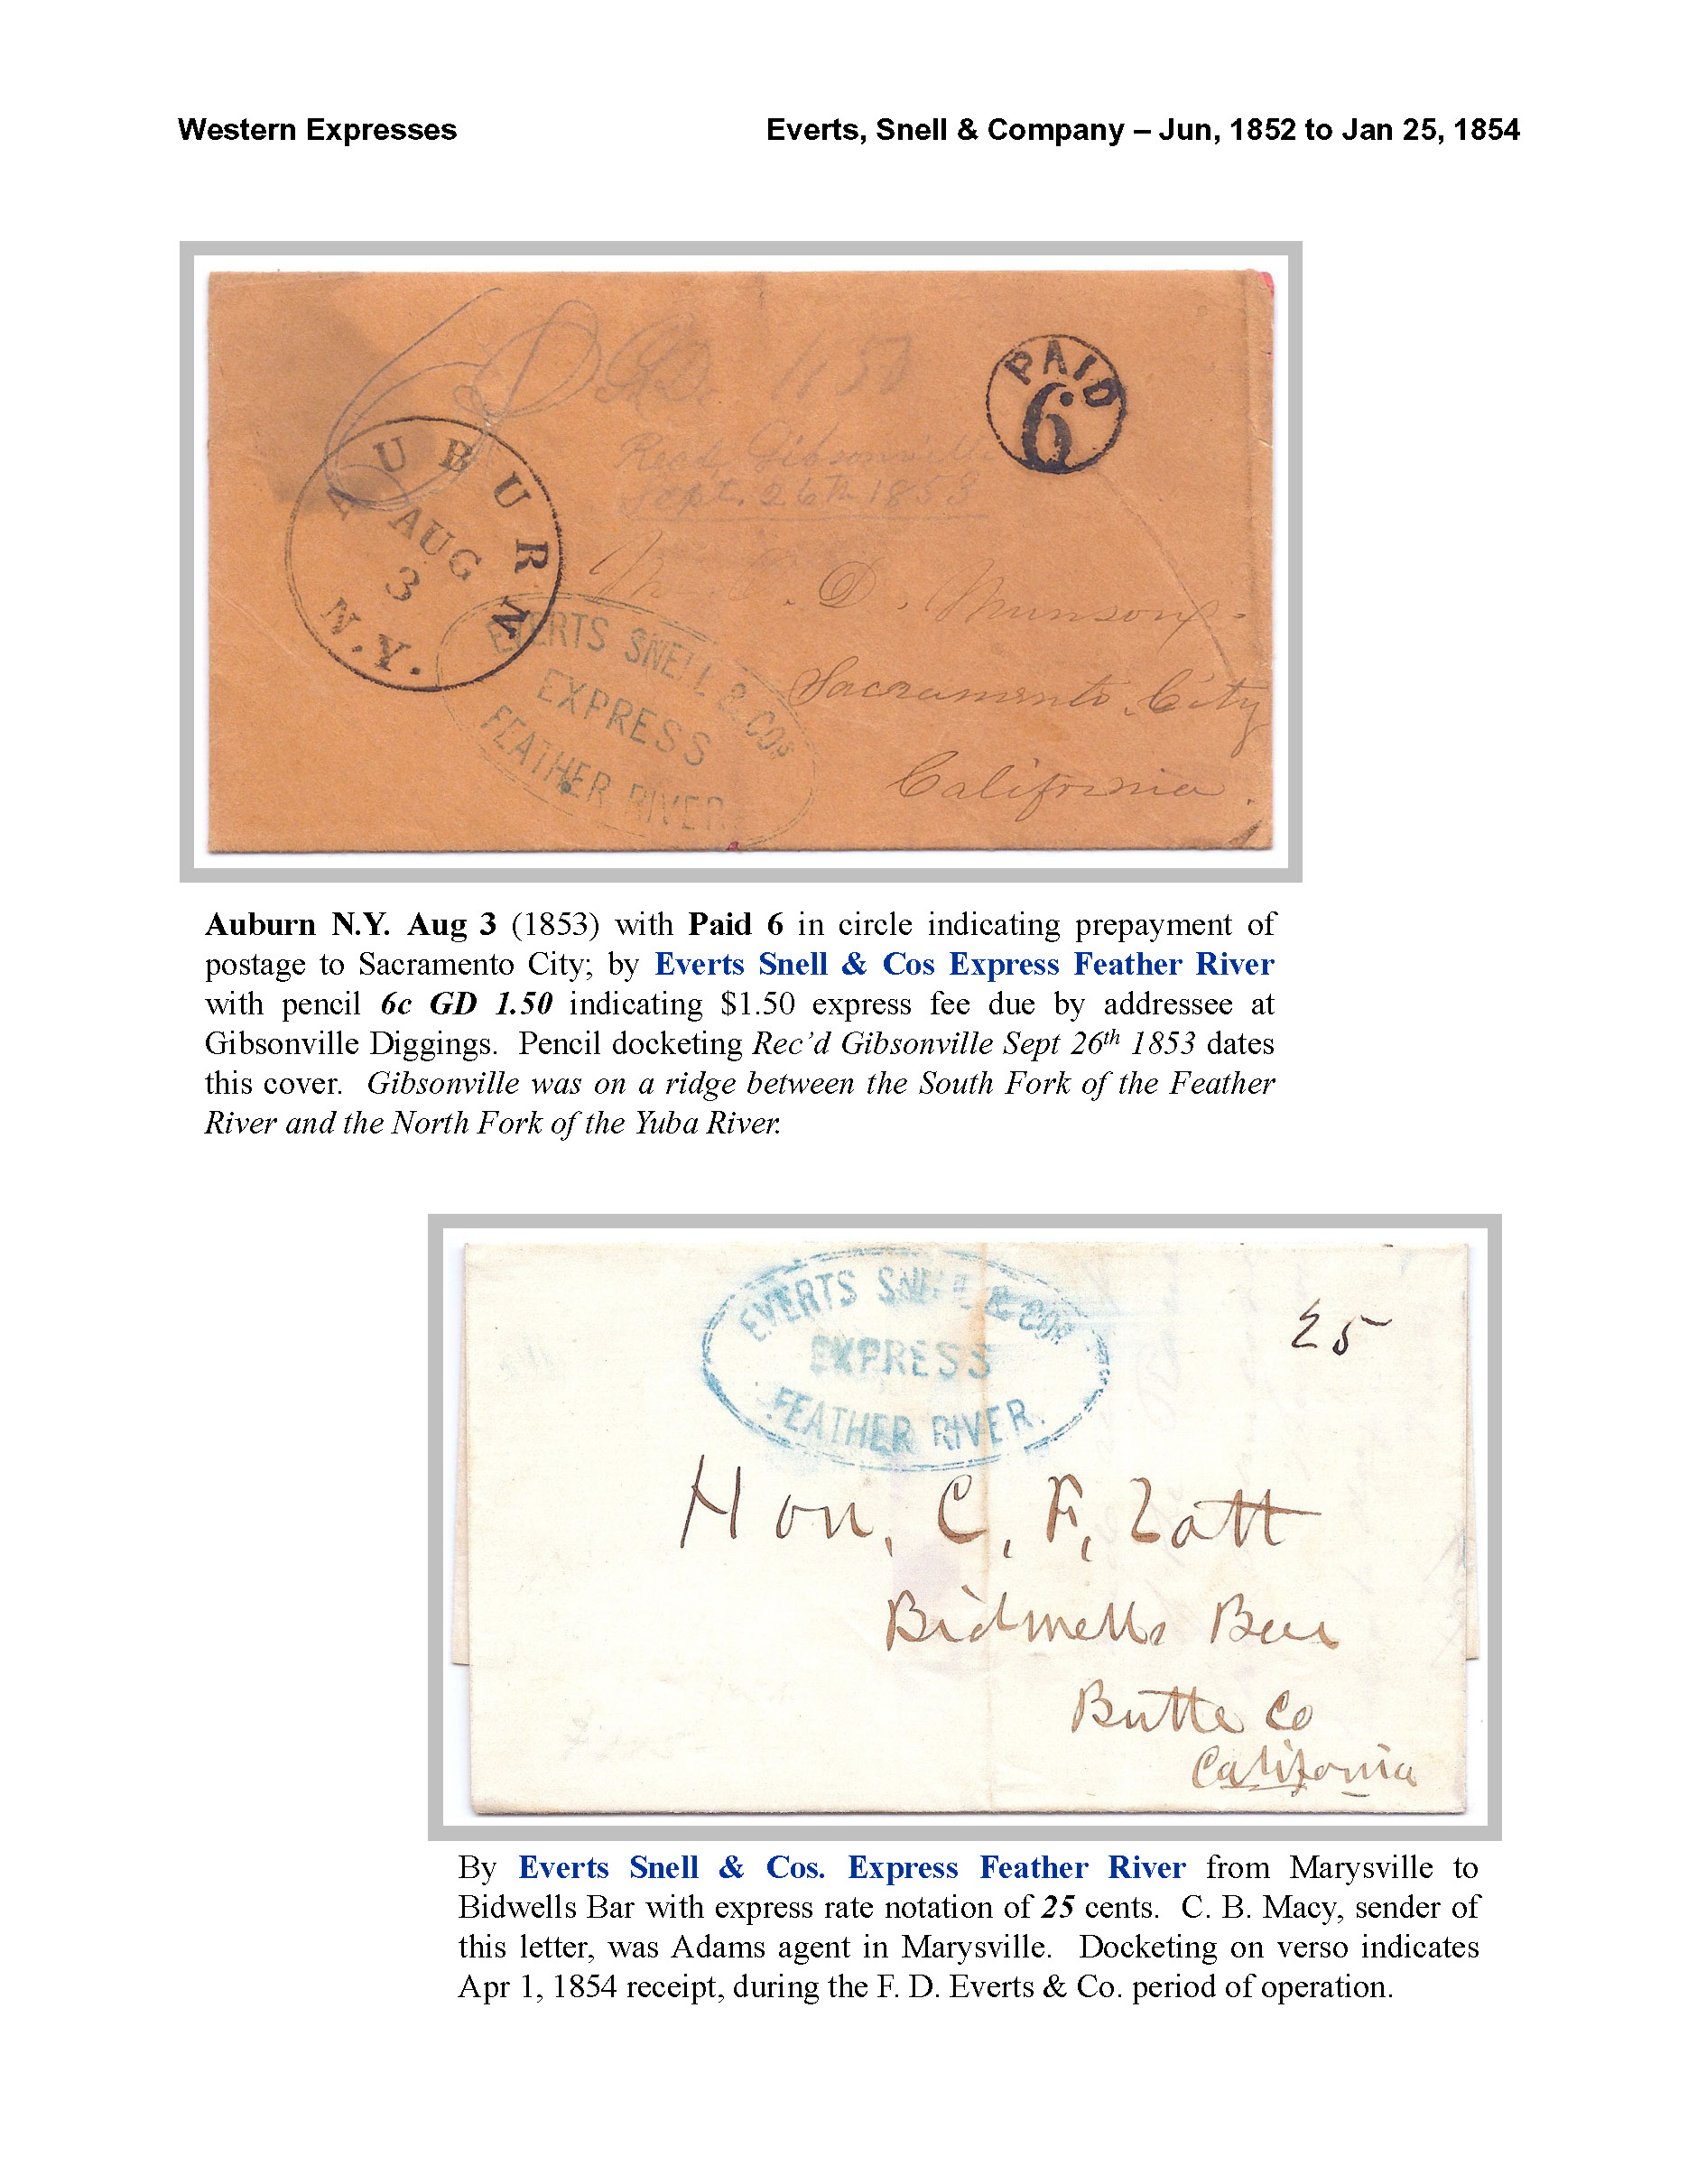 Western Expresses
Everts, Snell & Company – Jun, 1852 to Jan 25, 1854
PAID
6
G.D. 1.50
Recd. Gibsonville
Sept. 26th 1853
AUBURN
AUG
3
N.Y.
D. Munson
Sacramento City
California.
EVERTS SNELL & COS
EXPRESS
FEATHER RIVER
Auburn N.Y. Aug 3 (1853) with Paid 6 in circle indicating prepayment of
postage to Sacramento City; by Everts Snell & Cos Express Feather River
with pencil 6c GD 1.50 indicating $1.50 express fee due by addressee at
Gibsonville Diggings. Pencil docketing Rec’d Gibsonville Sept 26th 1853 dates
this cover. Gibsonville was on a ridge between the South Fork of the Feather
River and the North Fork of the Yuba River.
EVERTS SNELL & COS
EXPRESS
FEATHER RIVER.
25
Hon. C. F. Lott
Bidwells Bar
Butte Co
California
By Everts Snell & Cos. Express Feather River from Marysville to
Bidwells Bar with express rate notation of 25 cents. C. B. Macy, sender of
this letter, was Adams agent in Marysville. Docketing on verso indicates
Apr 1, 1854 receipt, during the F. D. Everts & Co. period of operation.